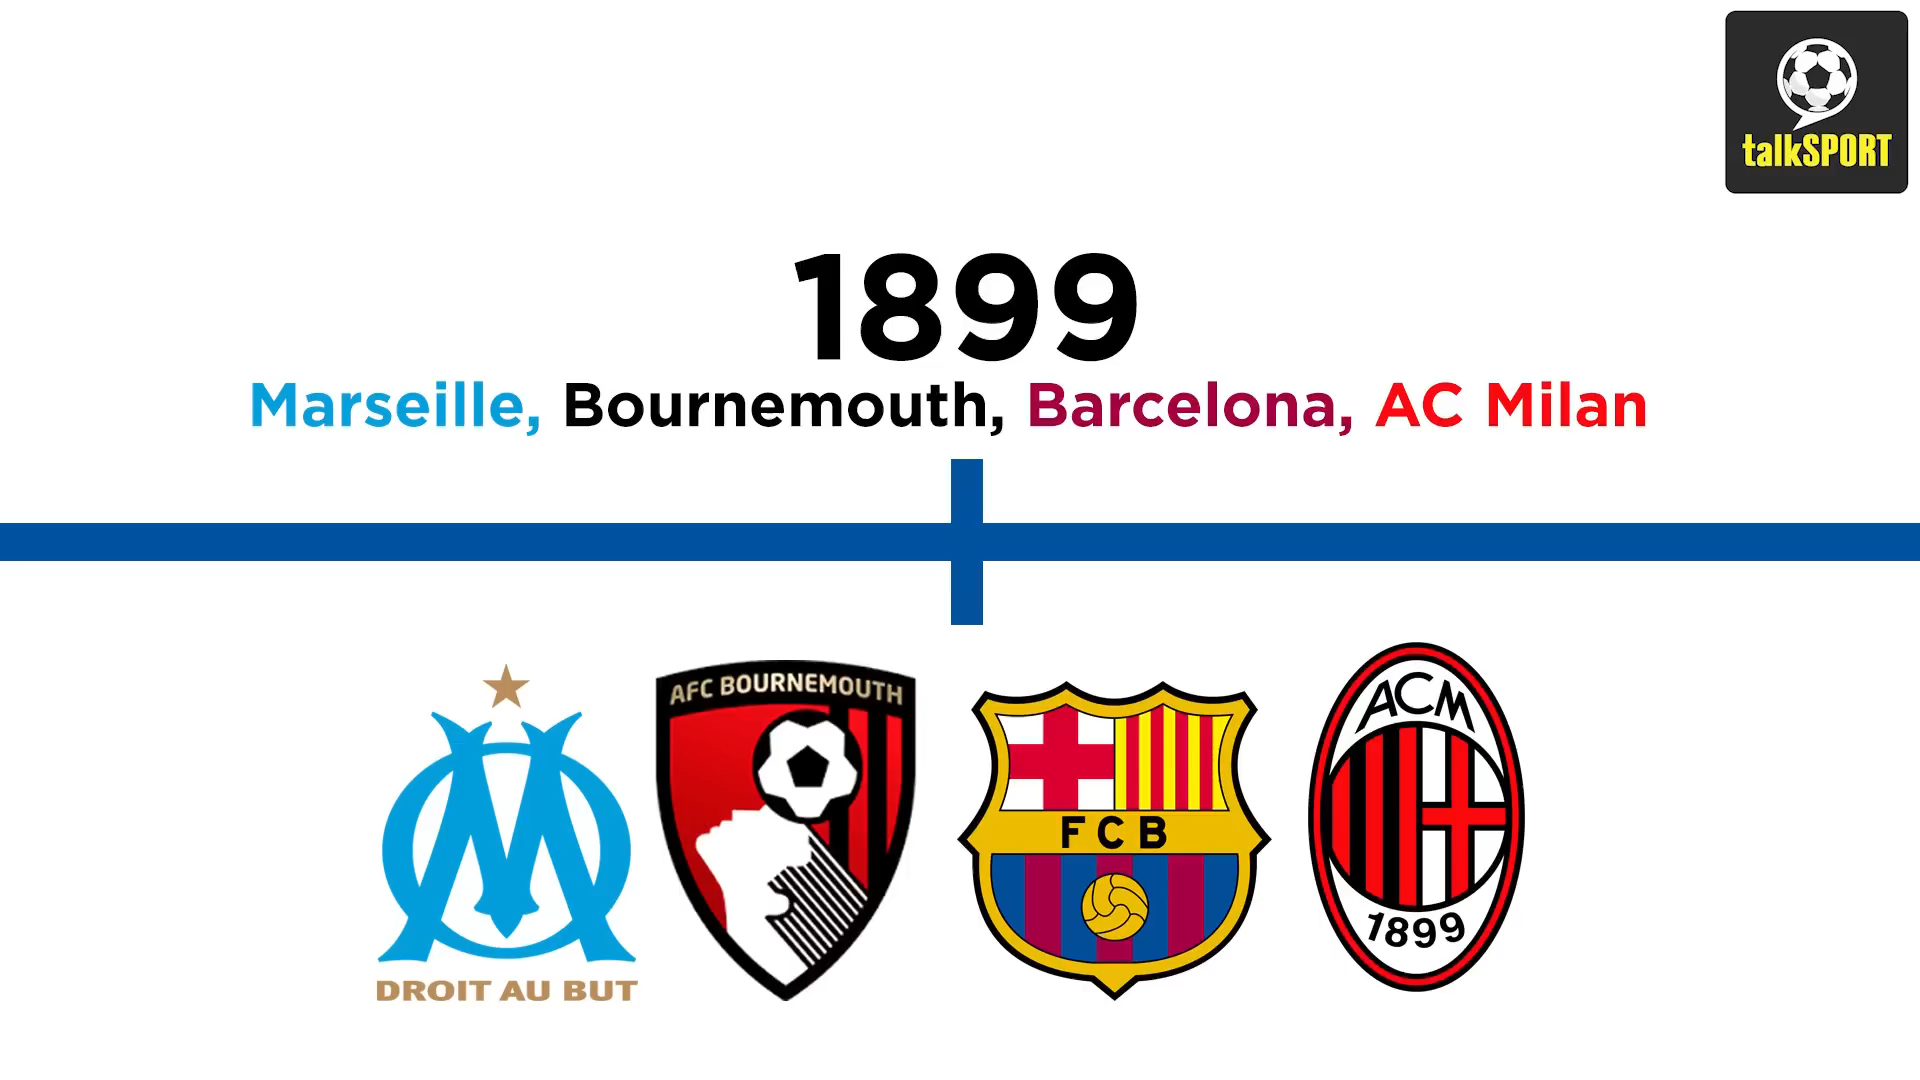 talkSPORT
1899
Marseille, Bournemouth, Barcelona, AC Milan
DROIT AU BUT
AFC BOURNEMOUTH
FCB
ACM
1899